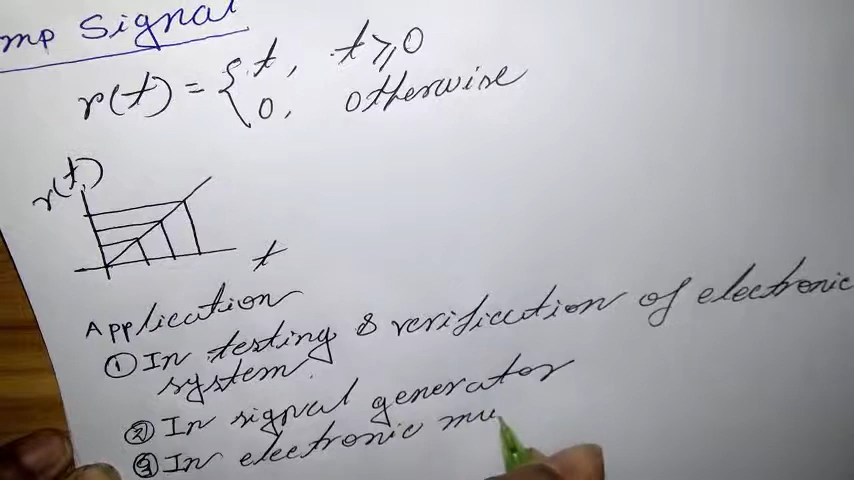 mp Signal
r(t) = { t, t ≥ 0
0, otherwise
r(t)
t
Application
① In testing & verification of electronic
system.
② In signal generator
③ In electronic mu